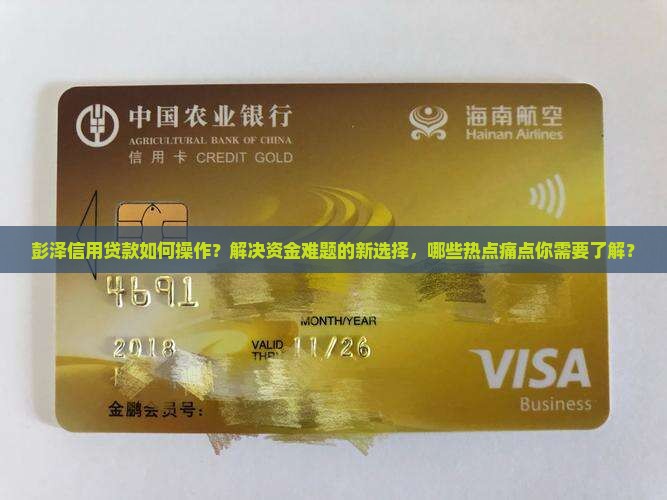 中国农业银行
AGRICULTURAL BANK OF CHINA
信用卡 CREDIT GOLD
海南航空
Hainan Airlines
彭泽信用贷款如何操作？解决资金难题的新选择，哪些热点痛点你需要了解？
4691
MONTH/YEAR
2018
VALID
THRU 11/26
VISA
Business
金鹏会员号：